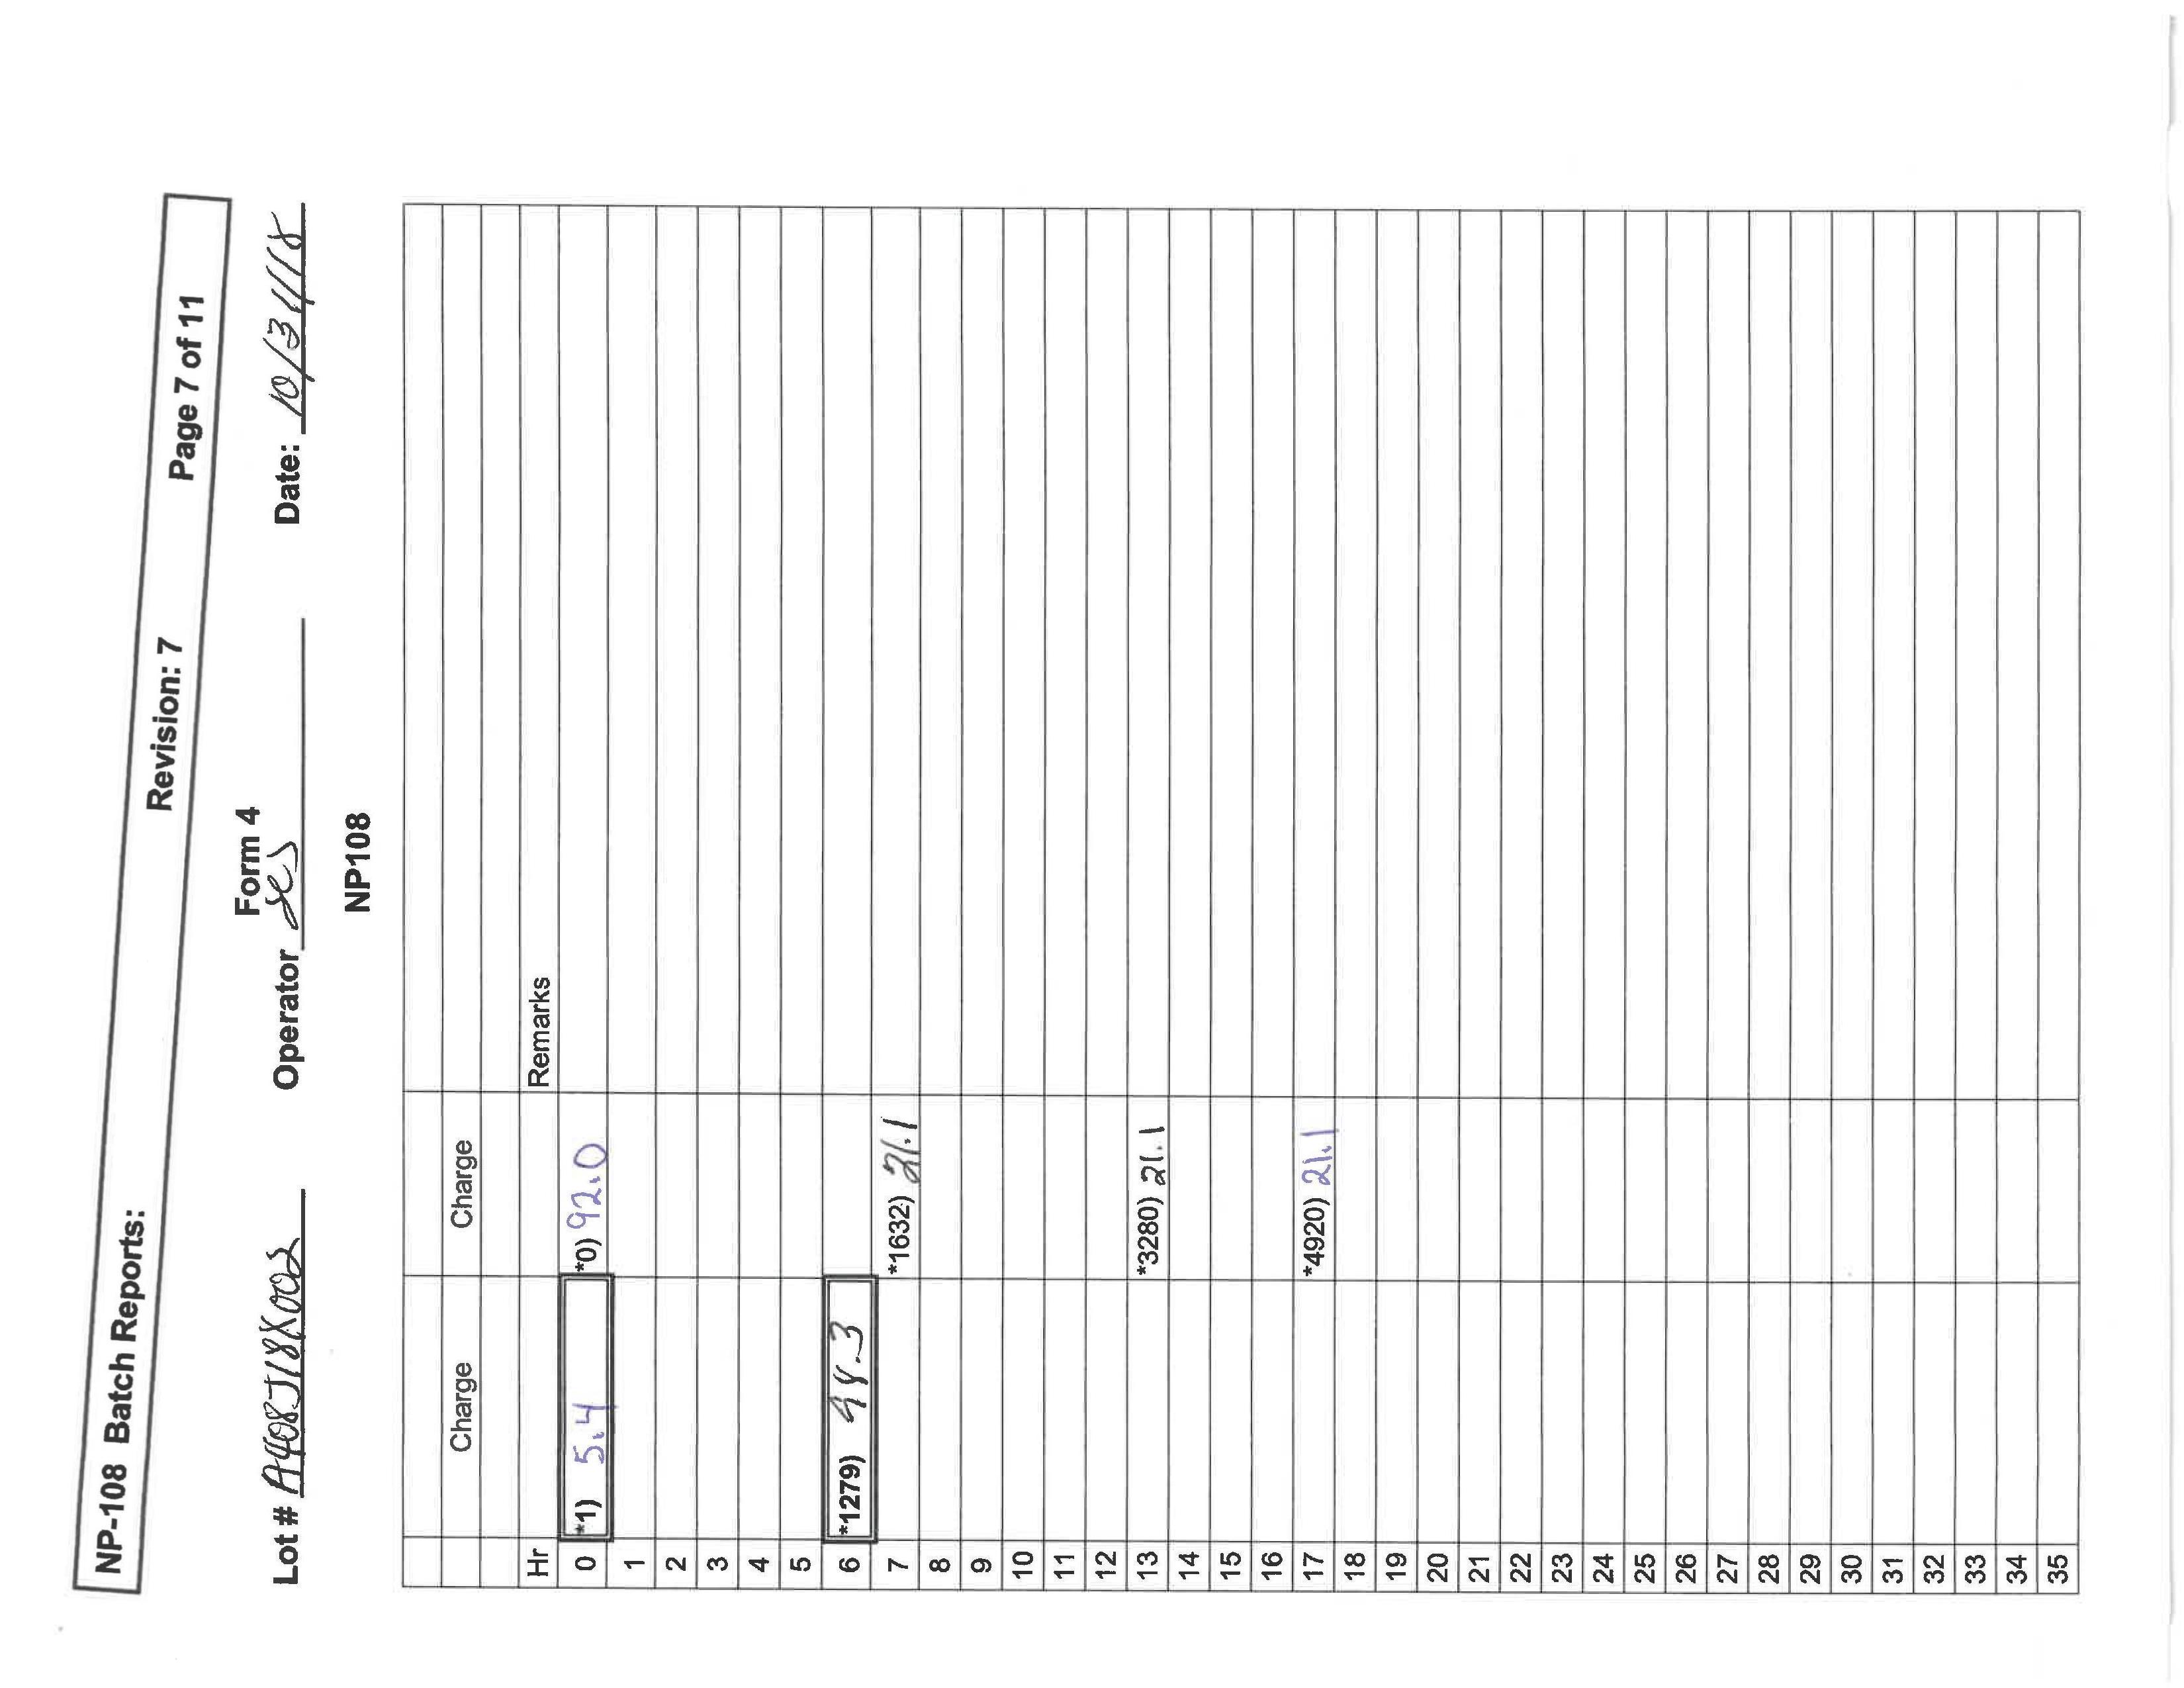 NP-108 Batch Reports: Revision: 7 Page 7 of 11
Form 4
Lot # A408J18K002 Operator Date: 10/31/18
NP108
Charge Charge
Hr Remarks
0 *1) 5.4 *0) 92.0
1
2
3
4
5
6 *1279) 48.3
7 *1632) 21.1
8
9
10
11
12
13 *3280) 21.1
14
15
16
17 *4920) 21.1
18
19
20
21
22
23
24
25
26
27
28
29
30
31
32
33
34
35